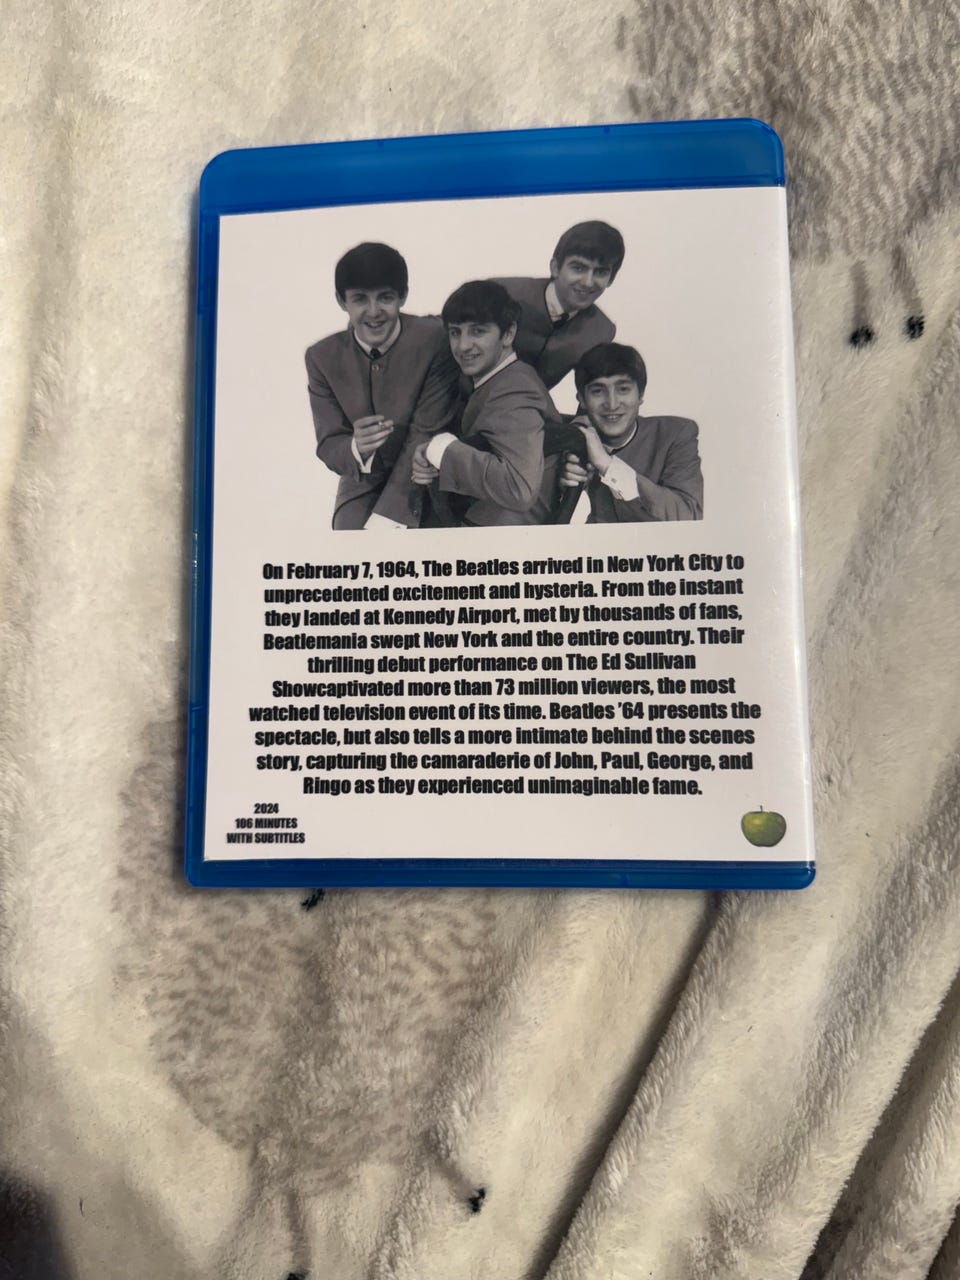 On February 7, 1964, The Beatles arrived in New York City to
unprecedented excitement and hysteria. From the instant
they landed at Kennedy Airport, met by thousands of fans,
Beatlemania swept New York and the entire country. Their
thrilling debut performance on The Ed Sullivan
Showcaptivated more than 73 million viewers, the most
watched television event of its time. Beatles ’64 presents the
spectacle, but also tells a more intimate behind the scenes
story, capturing the camaraderie of John, Paul, George, and
Ringo as they experienced unimaginable fame.
2024
106 MINUTES
WITH SUBTITLES